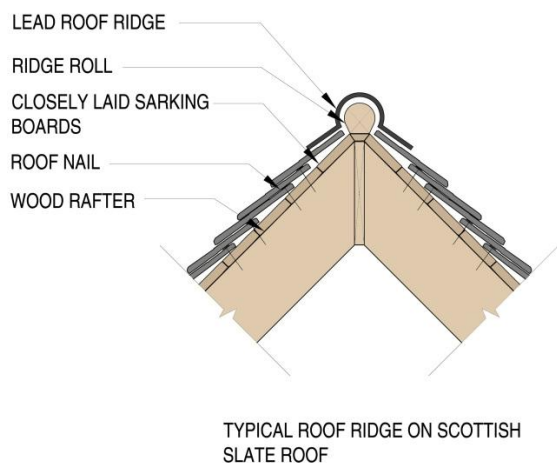 LEAD ROOF RIDGE
RIDGE ROLL
CLOSELY LAID SARKING
BOARDS
ROOF NAIL
WOOD RAFTER
TYPICAL ROOF RIDGE ON SCOTTISH
SLATE ROOF